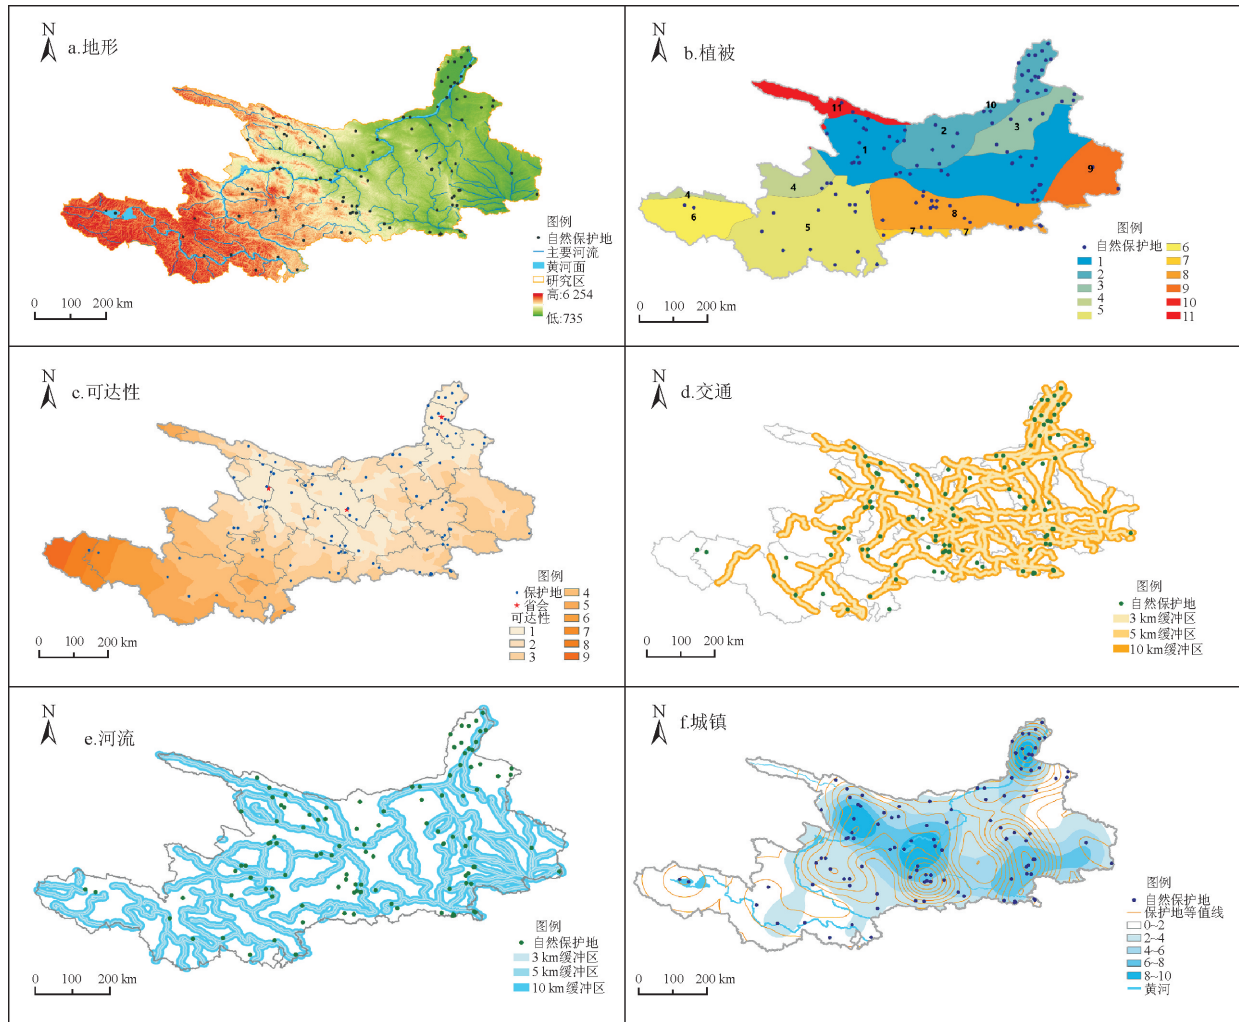 N
a.地形
图例
自然保护地
主要河流
黄河面
研究区
高:6 254
低:735
0 100 200 km
N
b.植被
11
10
2
3
1
9
4
4
6
5
8
7
7
图例
自然保护地
1
2
3
4
5
6
7
8
9
10
11
0 100 200 km
N
c.可达性
图例
保护地
省会
可达性
1
2
3
4
5
6
7
8
9
0 100 200 km
N
d.交通
图例
自然保护地
3 km缓冲区
5 km缓冲区
10 km缓冲区
0 100 200 km
N
e.河流
图例
自然保护地
3 km缓冲区
5 km缓冲区
10 km缓冲区
0 100 200 km
N
f.城镇
图例
自然保护地
保护地等值线
0~2
2~4
4~6
6~8
8~10
黄河
0 100 200 km